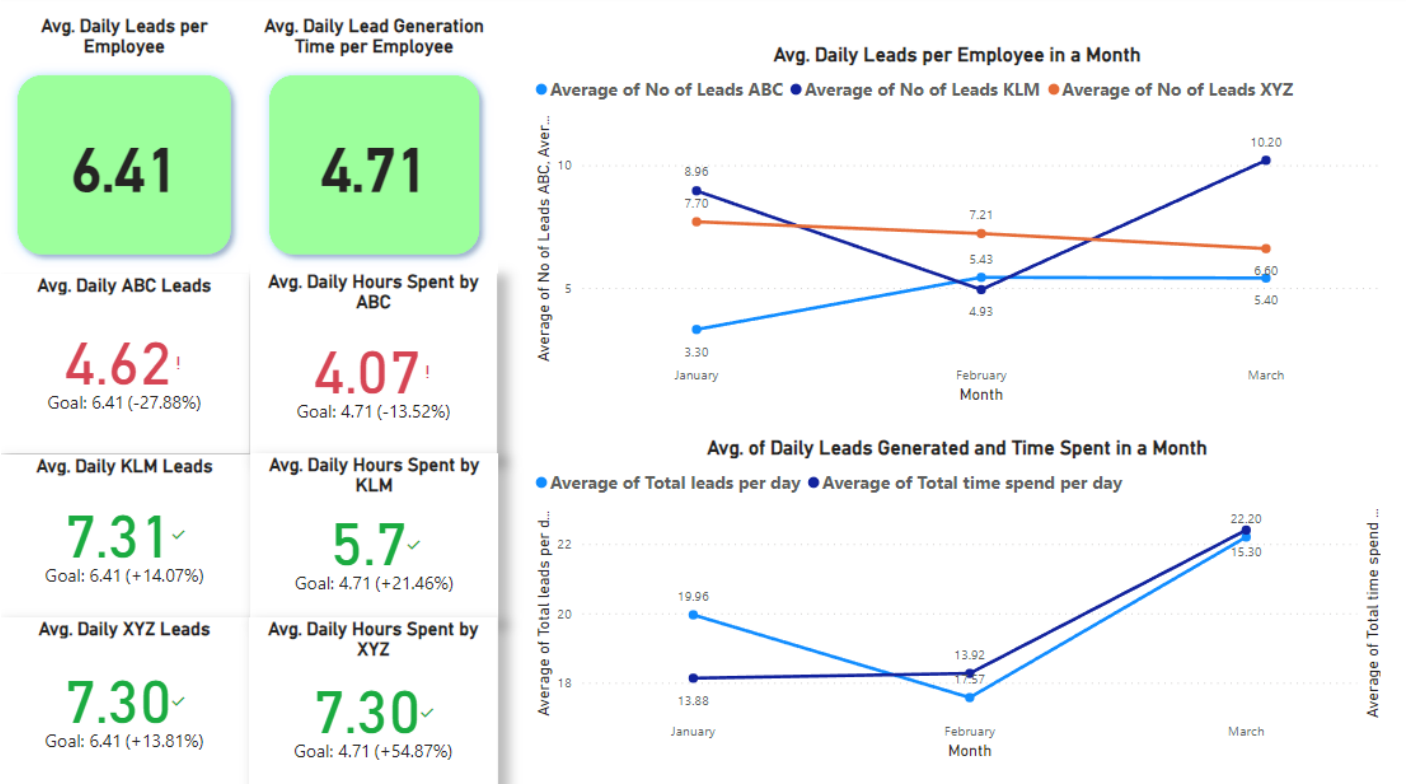 Avg. Daily Leads per
Employee
6.41
Avg. Daily Lead Generation
Time per Employee
4.71
Avg. Daily ABC Leads
4.62!
Goal: 6.41 (-27.88%)
Avg. Daily Hours Spent by
ABC
4.07!
Goal: 4.71 (-13.52%)
Avg. Daily KLM Leads
7.31
Goal: 6.41 (+14.07%)
Avg. Daily Hours Spent by
KLM
5.7
Goal: 4.71 (+21.46%)
Avg. Daily XYZ Leads
7.30
Goal: 6.41 (+13.81%)
Avg. Daily Hours Spent by
XYZ
7.30
Goal: 4.71 (+54.87%)
Avg. Daily Leads per Employee in a Month
Average of No of Leads ABC Average of No of Leads KLM Average of No of Leads XYZ
Average of No of Leads ABC, Aver...
10
5
8.96
7.70
3.30
7.21
5.43
4.93
10.20
6.60
5.40
January February March
Month
Avg. of Daily Leads Generated and Time Spent in a Month
Average of Total leads per day Average of Total time spend per day
Average of Total leads per d...
22
20
18
19.96
13.88
13.92
17.57
22.20
15.30
January February March
Month
Average of Total time spend ...